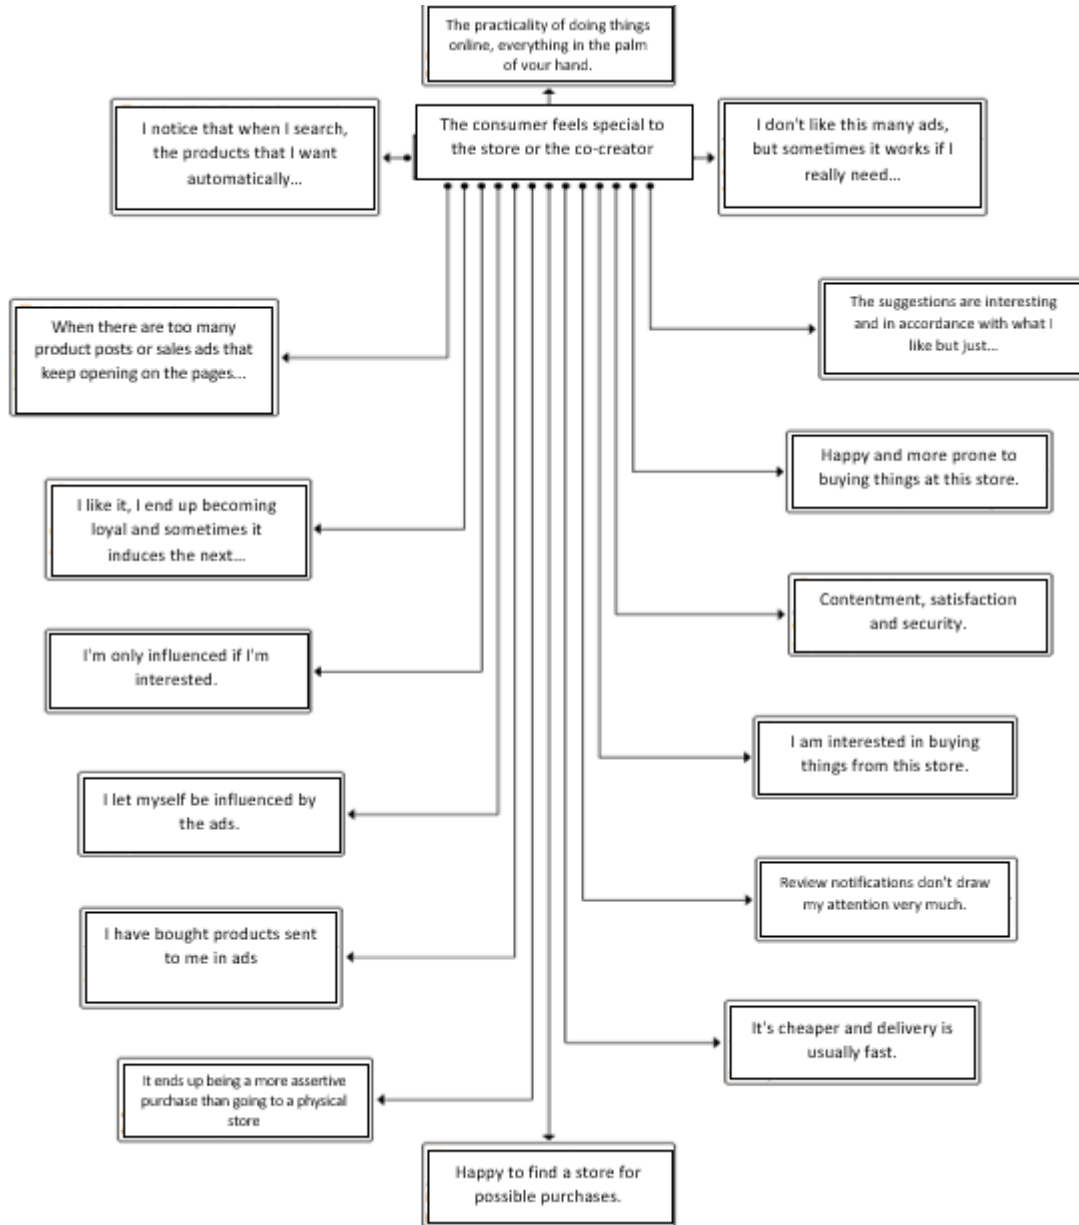 The practicality of doing things
online, everything in the palm
of your hand.
The consumer feels special to
the store or the co-creator
I notice that when I search,
the products that I want
automatically...
I don't like this many ads,
but sometimes it works if I
really need...
The suggestions are interesting
and in accordance with what I
like but just...
When there are too many
product posts or sales ads that
keep opening on the pages...
Happy and more prone to
buying things at this store.
I like it, I end up becoming
loyal and sometimes it
induces the next...
Contentment, satisfaction
and security.
I'm only influenced if I'm
interested.
I am interested in buying
things from this store.
I let myself be influenced by
the ads.
Review notifications don't draw
my attention very much.
I have bought products sent
to me in ads
It's cheaper and delivery is
usually fast.
It ends up being a more assertive
purchase than going to a physical
store
Happy to find a store for
possible purchases.